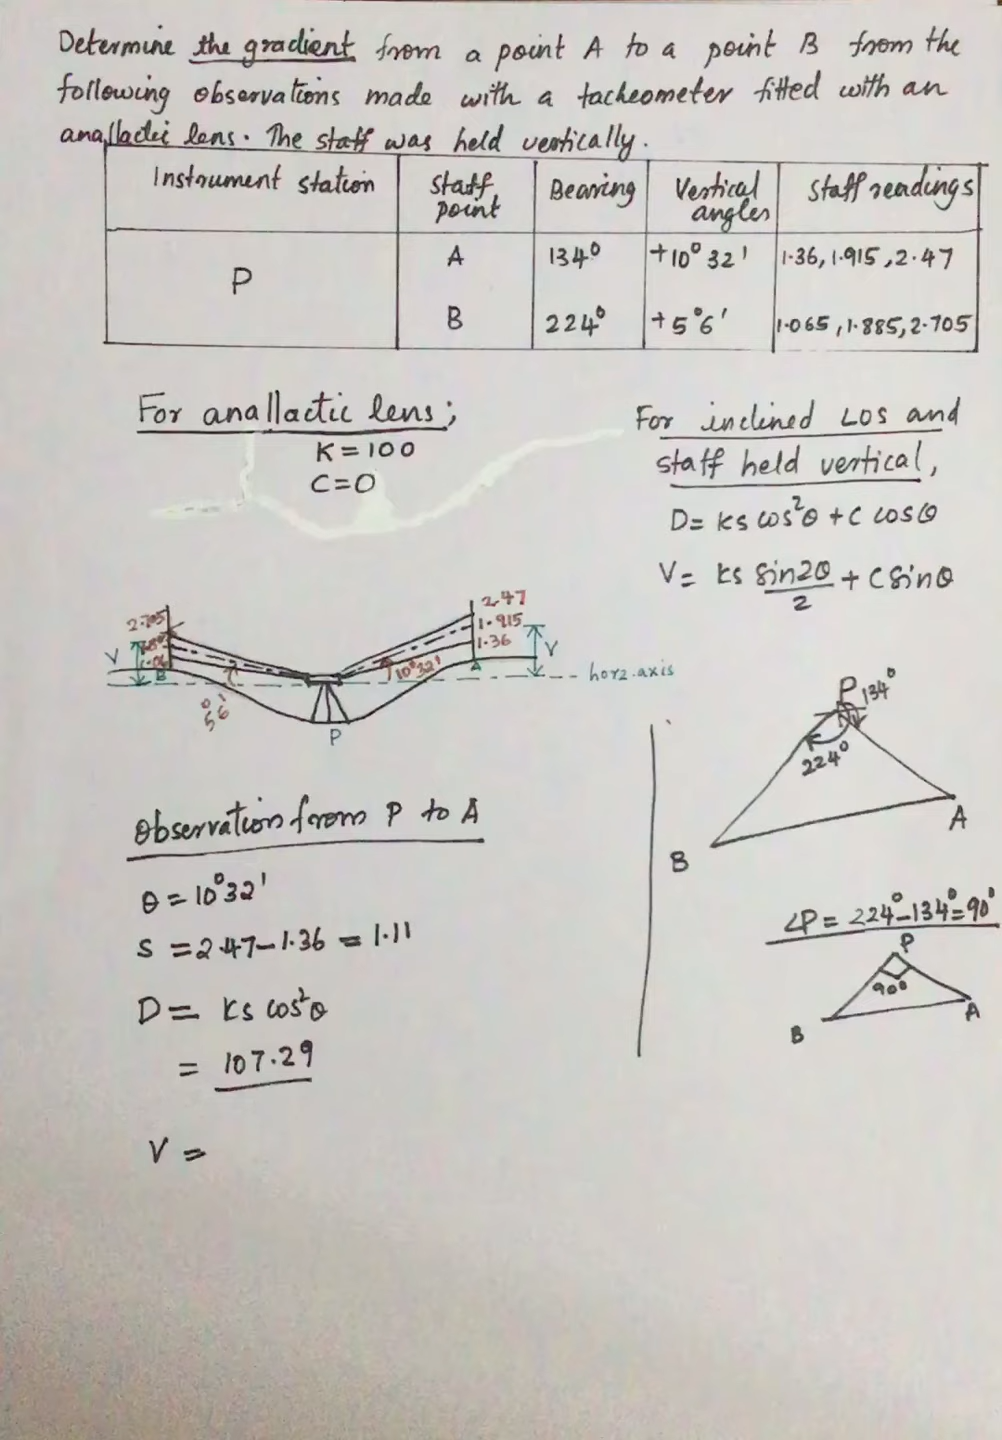 Determine the gradient from a point A to a point B from the
following observations made with a tacheometer fitted with an
anallactic lens. The staff was held vertically.
Instrument station Staff point Bearing Vertical angles Staff readings
P A 134° +10°32' 1.36, 1.915, 2.47
B 224° +5°6' 1.065, 1.885, 2.705
For anallactic lens;
K = 100
C = 0
For inclined LOS and
staff held vertical,
D = Ks cos²θ + C cosθ
V = Ks sin2θ/2 + C sinθ
2.705
V
B
5°6'
P
2.47
1.915
1.36
10°32'
A
V
horz.axis
P 134°
224°
B A
∠P = 224° - 134° = 90°
P
90°
B A
Observation from P to A
θ = 10°32'
S = 2.47 - 1.36 = 1.11
D = Ks cos²θ
= 107.29
V =